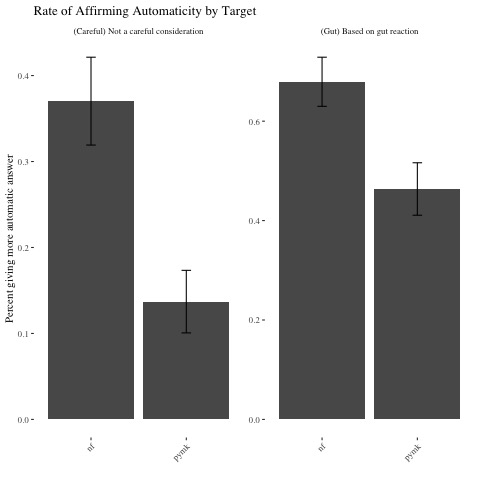 Rate of Affirming Automaticity by Target
(Careful) Not a careful consideration
(Gut) Based on gut reaction
Percent giving more automatic answer
0.4
0.3
0.2
0.1
0.0
nf
pymk
0.6
0.4
0.2
0.0
nf
pymk